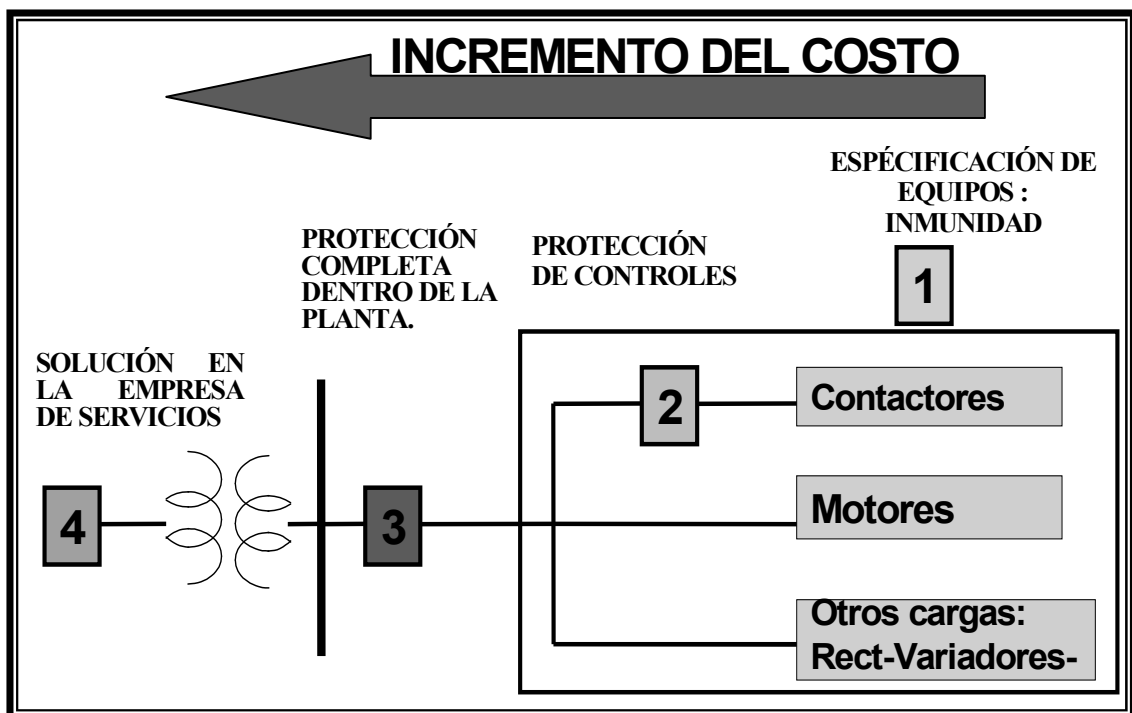 INCREMENTO DEL COSTO
ESPÉCIFICACIÓN DE
EQUIPOS :
INMUNIDAD
1
PROTECCIÓN
COMPLETA
DENTRO DE LA
PLANTA.
PROTECCIÓN
DE CONTROLES
SOLUCIÓN EN
LA EMPRESA
DE SERVICIOS
2
Contactores
4
3
Motores
Otros cargas:
Rect-Variadores-